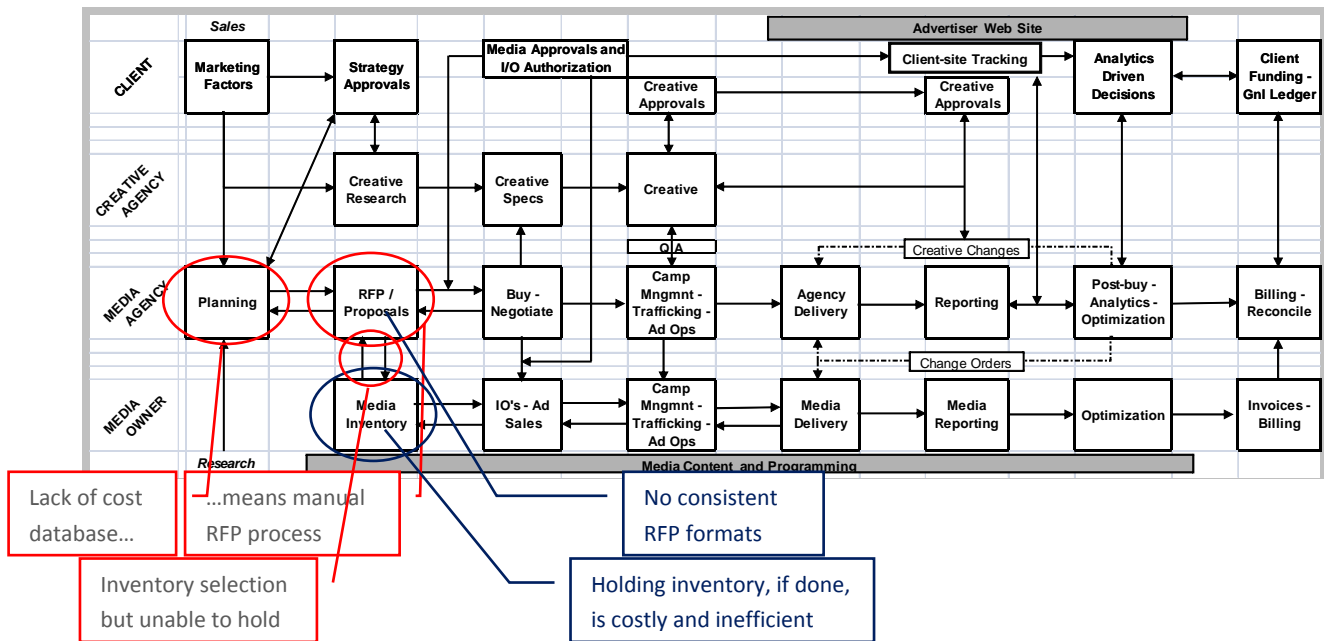 Sales
Advertiser Web Site
CLIENT
Marketing
Factors
Strategy
Approvals
Media Approvals and
I/O Authorization
Client-site Tracking
Analytics
Driven
Decisions
Client
Funding -
Gnl Ledger
Creative
Approvals
Creative
Approvals
CREATIVE
AGENCY
Creative
Research
Creative
Specs
Creative
Q A
Creative Changes
MEDIA
AGENCY
Planning
RFP /
Proposals
Buy -
Negotiate
Camp
Mngmnt -
Trafficking -
Ad Ops
Agency
Delivery
Reporting
Post-buy -
Analytics -
Optimization
Billing -
Reconcile
Change Orders
MEDIA
OWNER
Media
Inventory
IO's - Ad
Sales
Camp
Mngmnt -
Trafficking -
Ad Ops
Media
Delivery
Media
Reporting
Optimization
Invoices -
Billing
Research
Media Content and Programming
Lack of cost
database...
...means manual
RFP process
No consistent
RFP formats
Inventory selection
but unable to hold
Holding inventory, if done,
is costly and inefficient